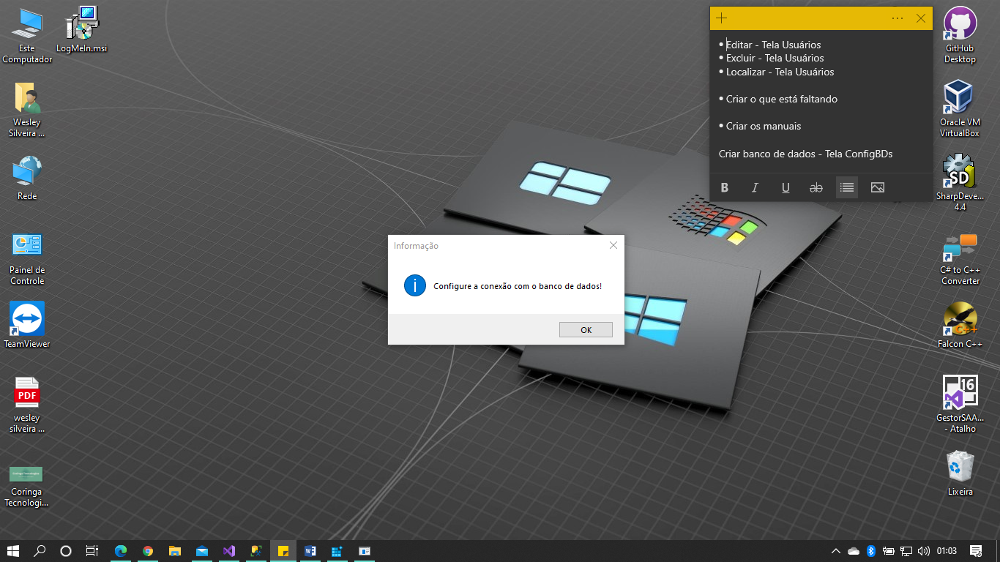 Este
Computador
LogMeIn.msi
Wesley
Silveira ...
Rede
Painel de
Controle
TeamViewer
PDF
wesley
silveira ...
Coringa
Tecnologi...
+
...
• Editar - Tela Usuários
• Excluir - Tela Usuários
• Localizar - Tela Usuários
• Criar o que está faltando
• Criar os manuais
Criar banco de dados - Tela ConfigBDs
B I U ab
Informação
i
Configure a conexão com o banco de dados!
OK
GitHub
Desktop
Oracle VM
VirtualBox
SD
SharpDeve...
4.4
C# to C++
Converter
C++
Falcon C++
16
GestorSAA...
- Atalho
Lixeira
01:03